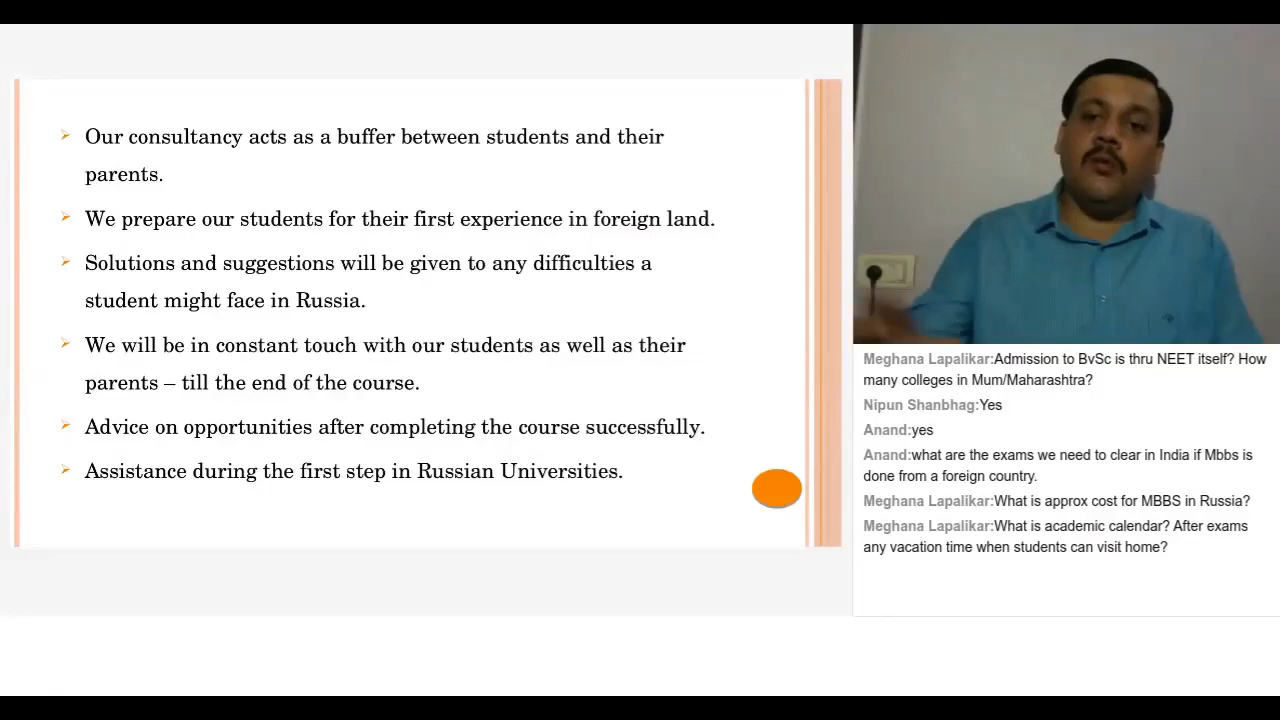 Our consultancy acts as a buffer between students and their
parents.
We prepare our students for their first experience in foreign land.
Solutions and suggestions will be given to any difficulties a
student might face in Russia.
We will be in constant touch with our students as well as their
parents – till the end of the course.
Advice on opportunities after completing the course successfully.
Assistance during the first step in Russian Universities.
Meghana Lapalikar:Admission to BvSc is thru NEET itself? How
many colleges in Mum/Maharashtra?
Nipun Shanbhag:Yes
Anand:yes
Anand:what are the exams we need to clear in India if Mbbs is
done from a foreign country.
Meghana Lapalikar:What is approx cost for MBBS in Russia?
Meghana Lapalikar:What is academic calendar? After exams
any vacation time when students can visit home?